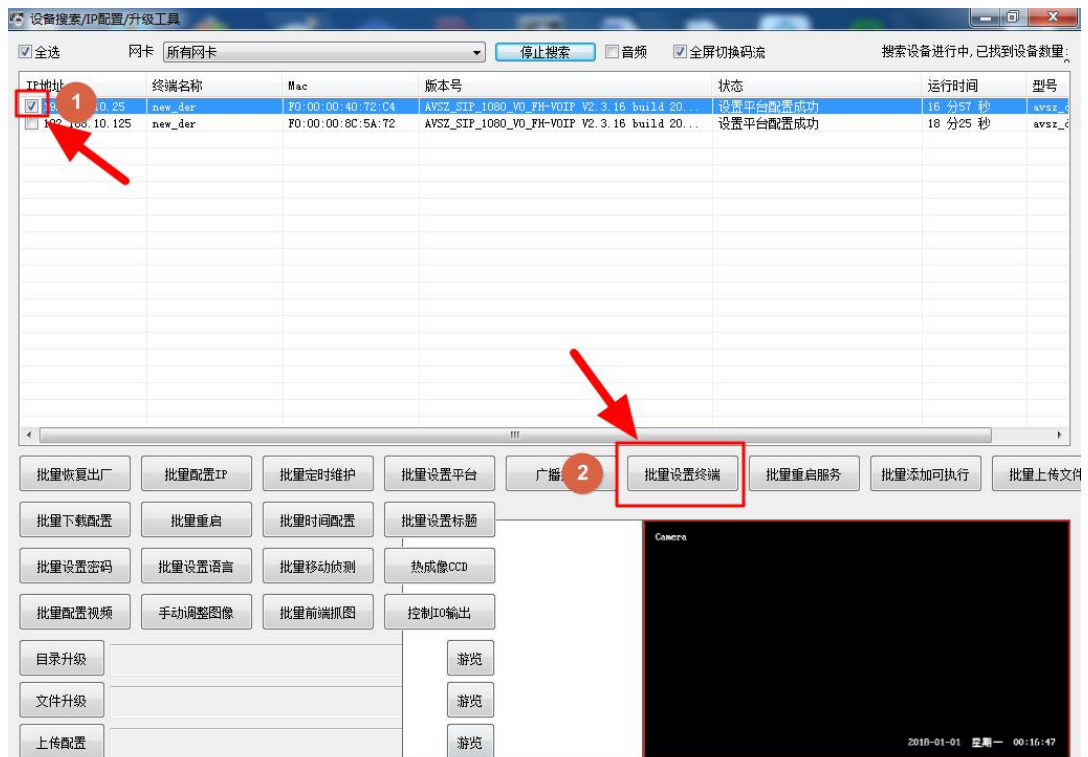 设备搜索/IP配置/升级工具
全选 网卡 所有网卡 停止搜索 音频 全屏切换码流 搜索设备进行中,已找到设备数量:
IP地址 终端名称 Mac 版本号 状态 运行时间 型号
1
new_der F0:00:00:40:72:C4 AVSZ_SIP_1080_VO_FH-VOIP V2.3.16 build 20... 设置平台配置成功 16 分57 秒
192.168.10.125 new_der F0:00:00:8C:5A:72 AVSZ_SIP_1080_VO_FH-VOIP V2.3.16 build 20... 设置平台配置成功 18 分25 秒
批量恢复出厂 批量配置IP 批量定时维护 批量设置平台 广播 2 批量设置终端 批量重启服务 批量添加可执行 批量上传文件
批量下载配置 批量重启 批量时间配置 批量设置标题
Camera
批量设置密码 批量设置语言 批量移动侦测 热成像CCD
批量配置视频 手动调整图像 批量前端抓图 控制IO输出
目录升级 游览
文件升级 游览
上传配置 游览
2018-01-01 星期一 00:16:47